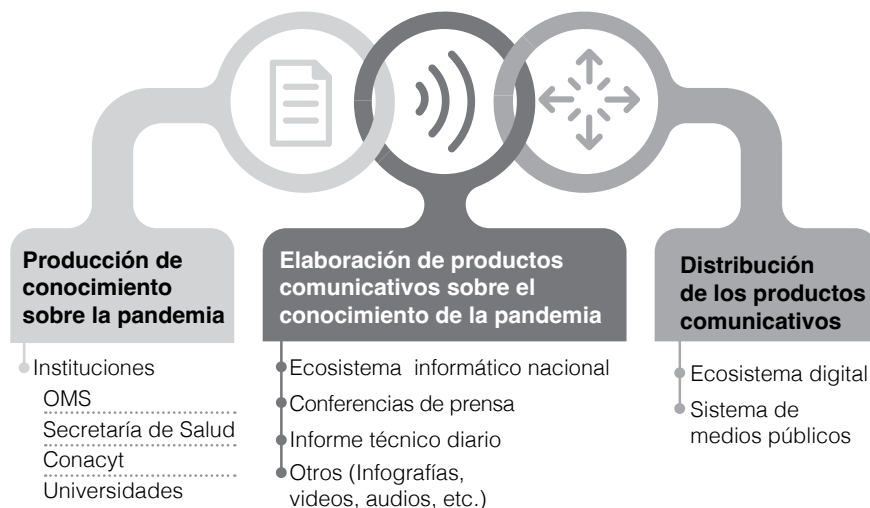 Producción de
conocimiento
sobre la pandemia
Instituciones
OMS
Secretaría de Salud
Conacyt
Universidades
Elaboración de productos
comunicativos sobre el
conocimiento de la pandemia
Ecosistema informático nacional
Conferencias de prensa
Informe técnico diario
Otros (Infografías,
videos, audios, etc.)
Distribución
de los productos
comunicativos
Ecosistema digital
Sistema de
medios públicos